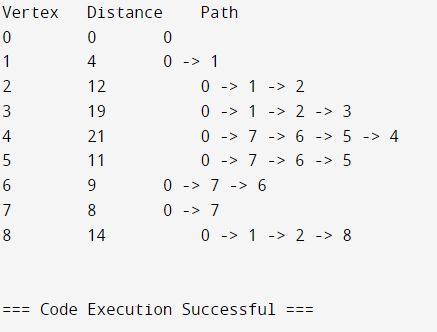 Vertex   Distance    Path
0        0       0
1        4       0 -> 1
2        12          0 -> 1 -> 2
3        19          0 -> 1 -> 2 -> 3
4        21          0 -> 7 -> 6 -> 5 -> 4
5        11          0 -> 7 -> 6 -> 5
6        9       0 -> 7 -> 6
7        8       0 -> 7
8        14          0 -> 1 -> 2 -> 8
=== Code Execution Successful ===